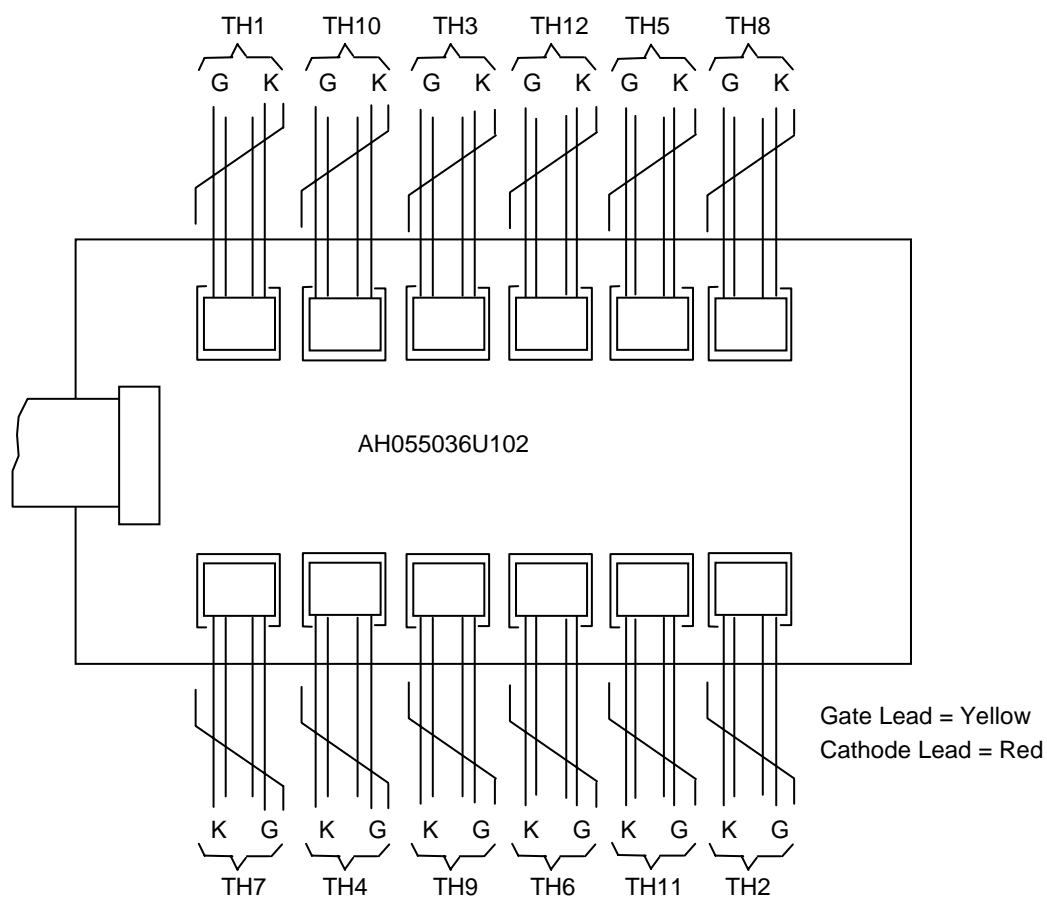 TH1 TH10 TH3 TH12 TH5 TH8
G K G K G K G K G K G K
AH055036U102
Gate Lead = Yellow
Cathode Lead = Red
K G K G K G K G K G K G
TH7 TH4 TH9 TH6 TH11 TH2